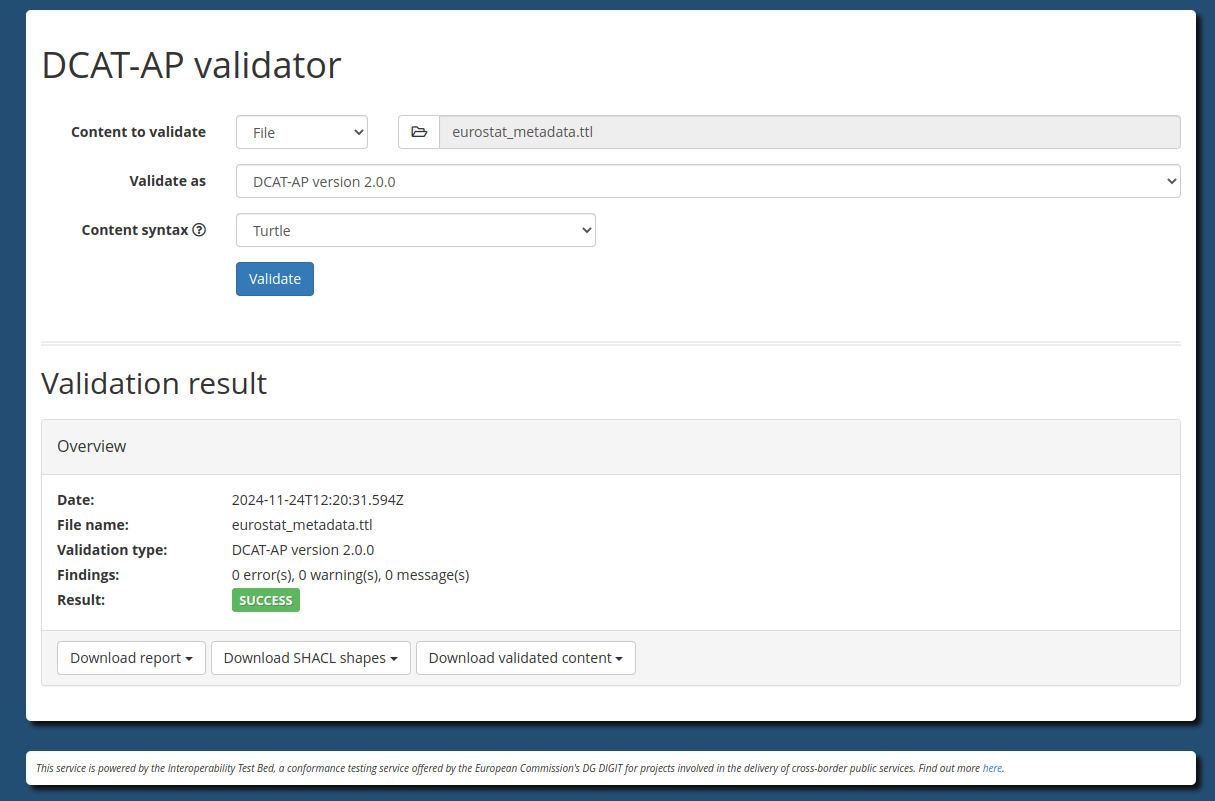 DCAT-AP validator
Content to validate File eurostat_metadata.ttl
Validate as DCAT-AP version 2.0.0
Content syntax Turtle
Validate
Validation result
Overview
Date: 2024-11-24T12:20:31.594Z
File name: eurostat_metadata.ttl
Validation type: DCAT-AP version 2.0.0
Findings: 0 error(s), 0 warning(s), 0 message(s)
Result: SUCCESS
Download report Download SHACL shapes Download validated content
This service is powered by the Interoperability Test Bed, a conformance testing service offered by the European Commission's DG DIGIT for projects involved in the delivery of cross-border public services. Find out more here.